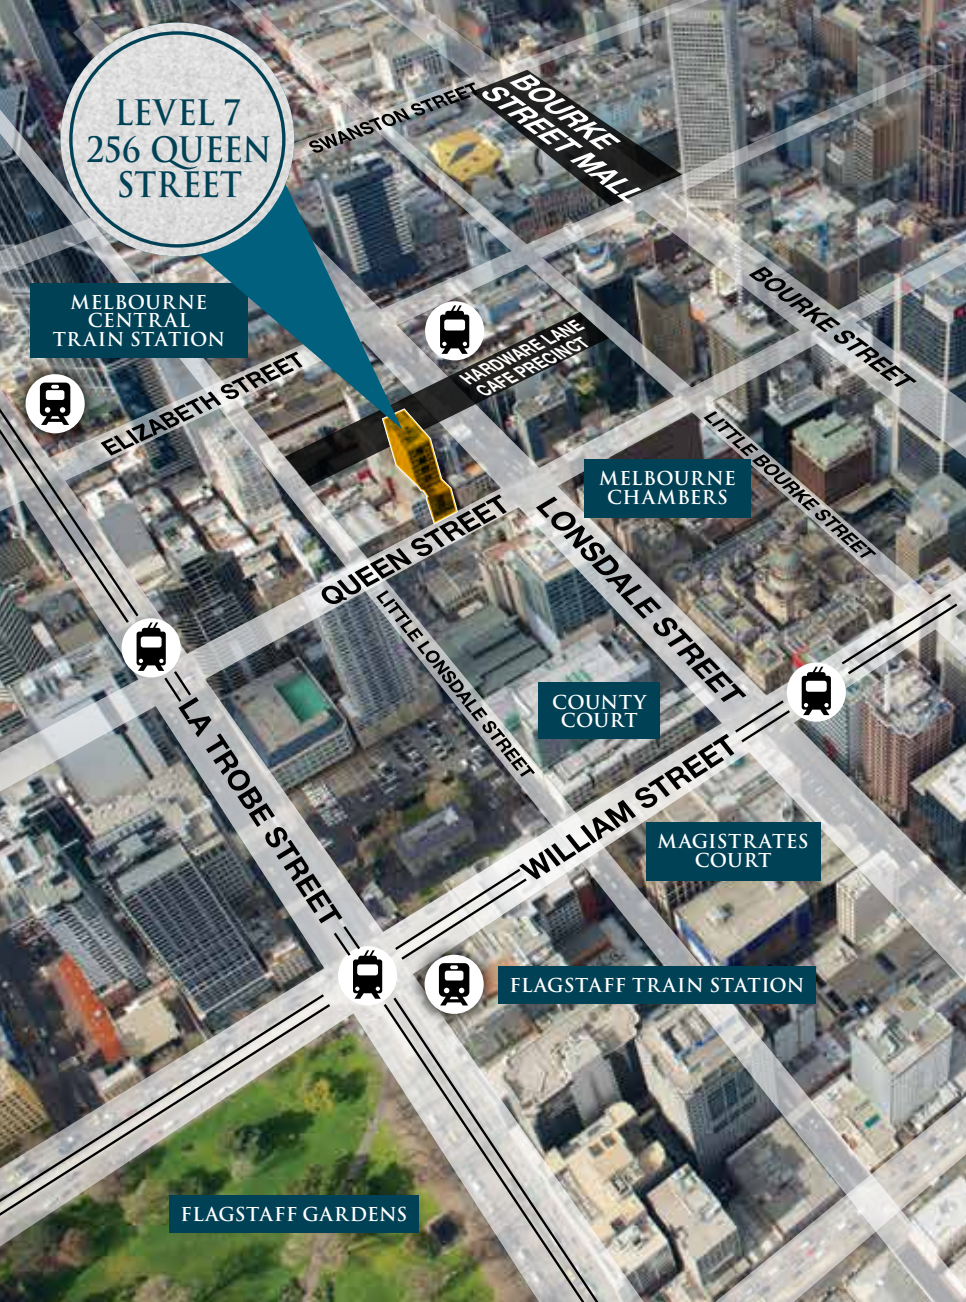 LEVEL 7
256 QUEEN
STREET
SWANSTON STREET
BOURKE
STREET MALL
MELBOURNE
CENTRAL
TRAIN STATION
BOURKE STREET
HARDWARE LANE
CAFE PRECINCT
ELIZABETH STREET
LITTLE BOURKE STREET
MELBOURNE
CHAMBERS
QUEEN STREET
LONSDALE STREET
LITTLE LONSDALE STREET
COUNTY
COURT
LA TROBE STREET
WILLIAM STREET
MAGISTRATES
COURT
FLAGSTAFF TRAIN STATION
FLAGSTAFF GARDENS